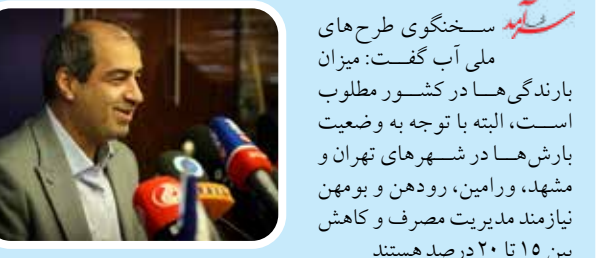 سرآمد سخنگوی طرح‌های
ملی آب گفت: میزان
بارندگی‌ها در کشور مطلوب
است، البته با توجه به وضعیت
بارش‌ها در شهرهای تهران و
مشهد، ورامین، رودهن و بومهن
نیازمند مدیریت مصرف و کاهش
بین ۱۵ تا ۲۰ درصد هستند